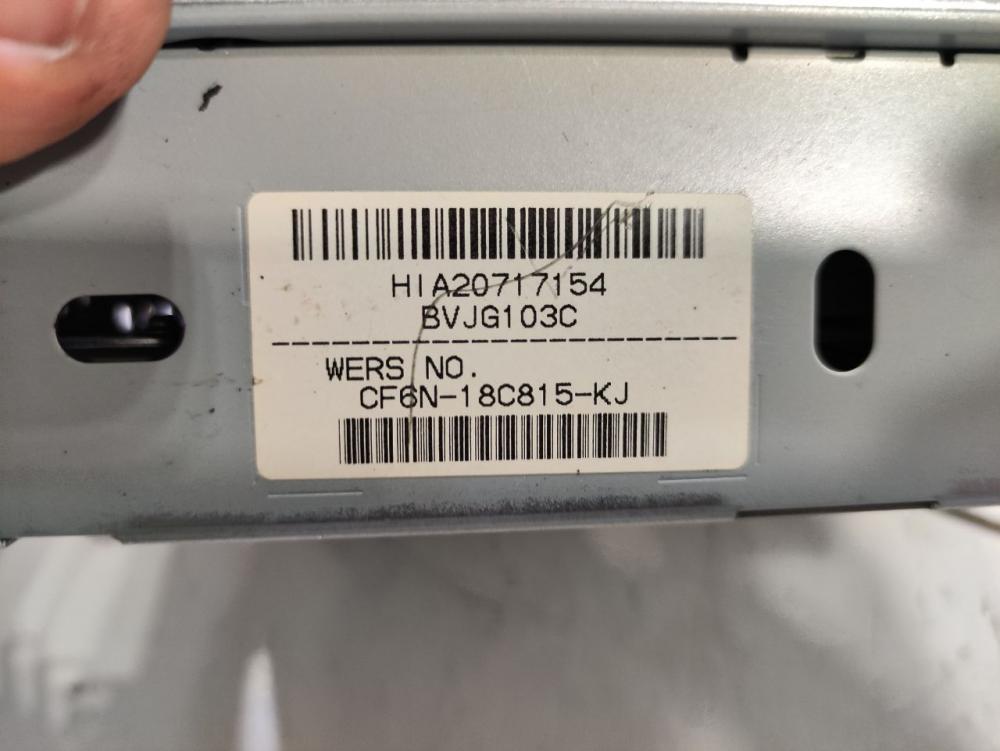 HIA20717154
BVJG103C
WERS NO.
CF6N-18C815-KJ